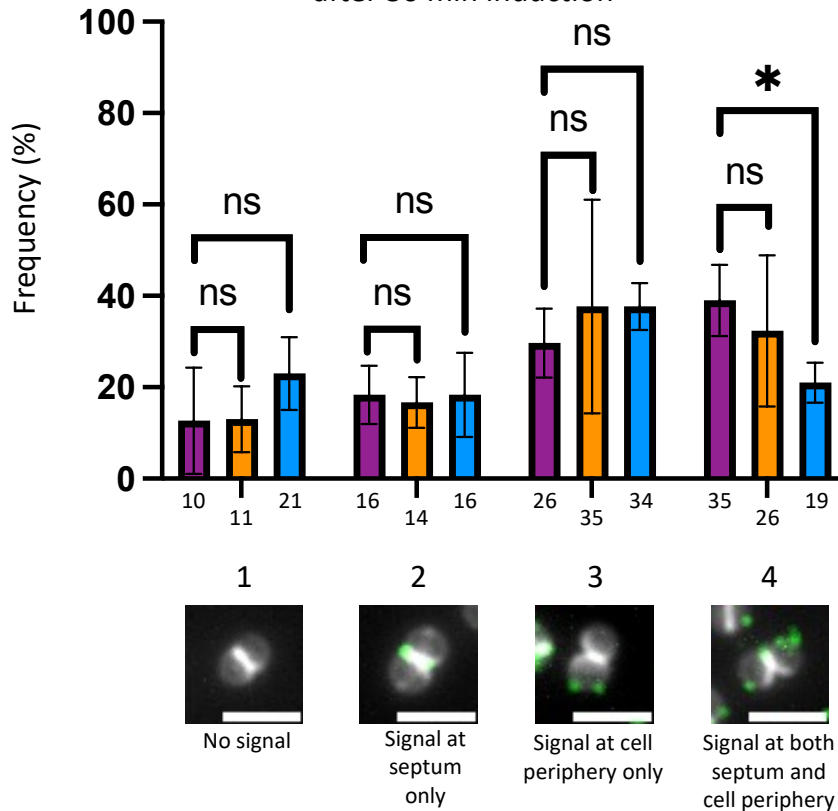 after 30 min induction
Frequency (%)
100
80
60
40
20
0
ns
ns
ns
ns
ns
ns
*
ns
10
11
21
16
14
16
26
35
34
35
26
19
1
2
3
4
No signal
Signal at
septum
only
Signal at cell
periphery only
Signal at both
septum and
cell periphery